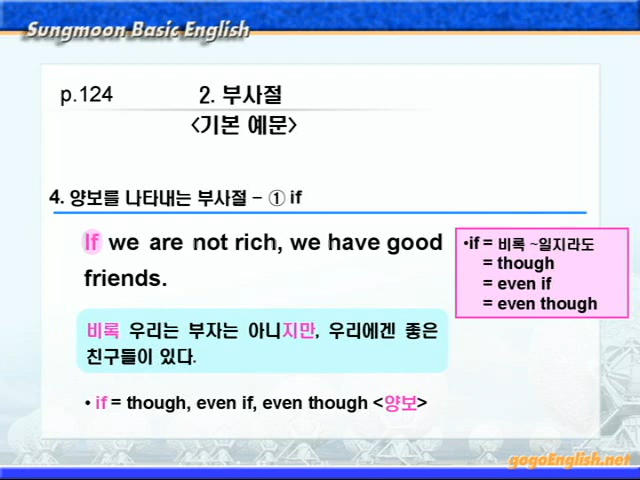 Sungmoon Basic English
p.124
2. 부사절
<기본 예문>
4. 양보를 나타내는 부사절 – ① if
If we are not rich, we have good
friends.
•if = 비록 ~일지라도
= though
= even if
= even though
비록 우리는 부자는 아니지만, 우리에겐 좋은
친구들이 있다.
• if = though, even if, even though <양보>
gogoEnglish.net